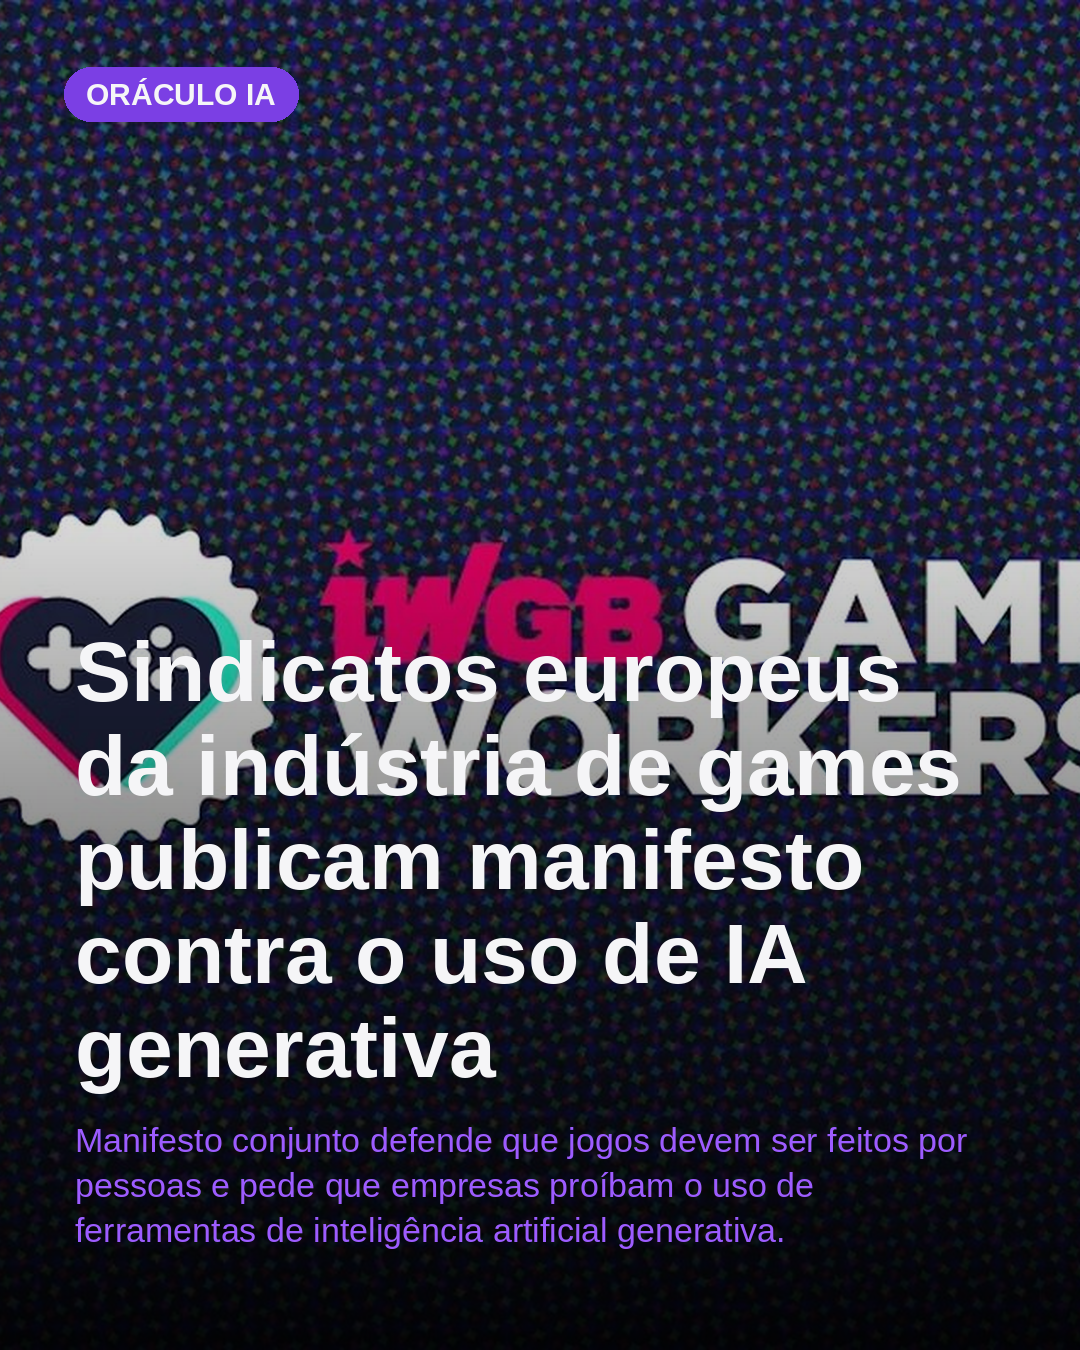 ORÁCULO IA
iWGB GAME
WORKERS
Sindicatos europeus
da indústria de games
publicam manifesto
contra o uso de IA
generativa
Manifesto conjunto defende que jogos devem ser feitos por
pessoas e pede que empresas proíbam o uso de
ferramentas de inteligência artificial generativa.